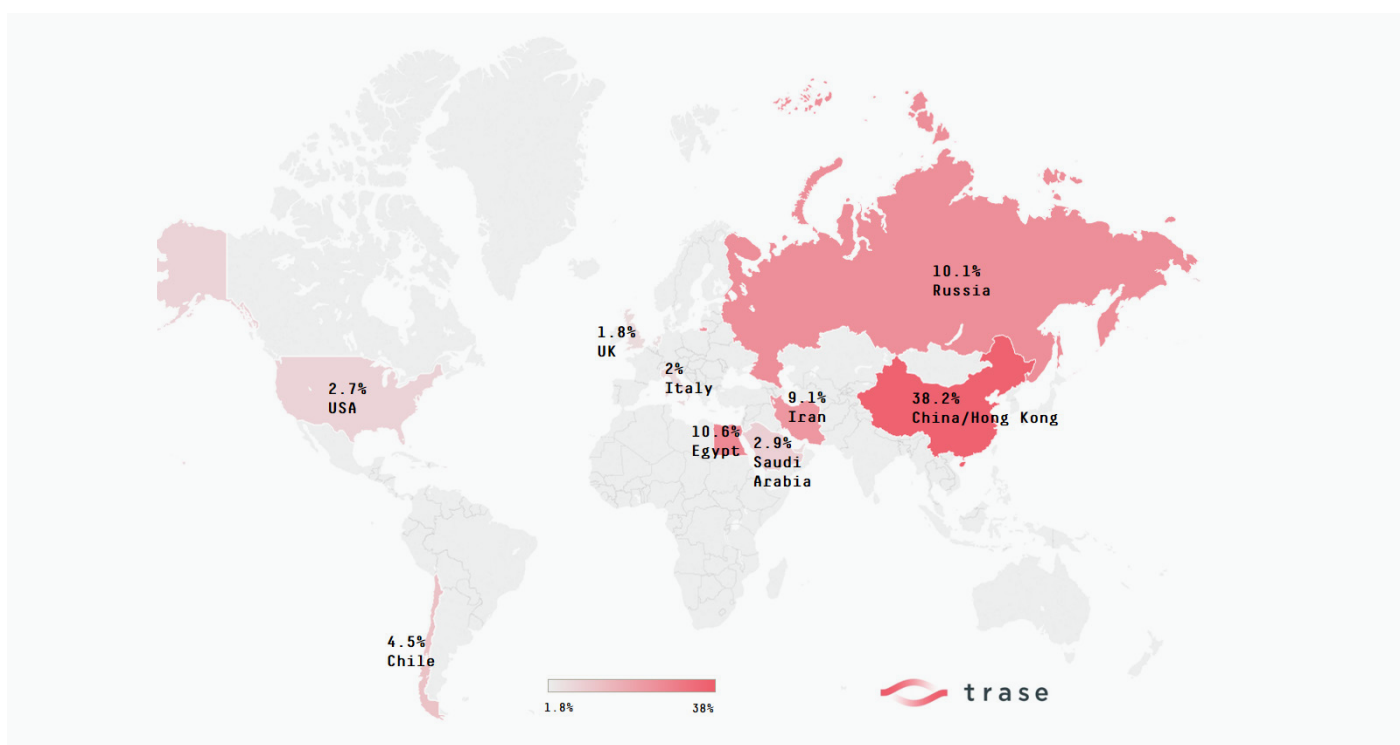 10.1%
Russia
1.8%
UK
2%
Italy
2.7%
USA
9.1%
Iran
38.2%
China/Hong Kong
10.6%
Egypt
2.9%
Saudi
Arabia
4.5%
Chile
1.8%
38%
trase